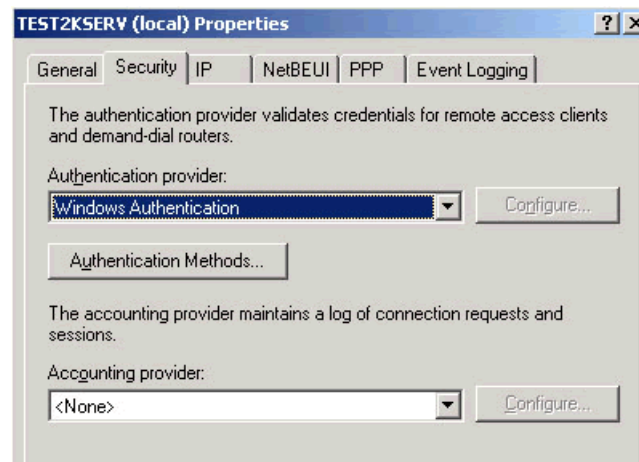 TEST2KSERV (local) Properties
General Security IP NetBEUI PPP Event Logging
The authentication provider validates credentials for remote access clients
and demand-dial routers.
Authentication provider:
Windows Authentication Configure...
Authentication Methods...
The accounting provider maintains a log of connection requests and
sessions.
Accounting provider:
<None> Configure...